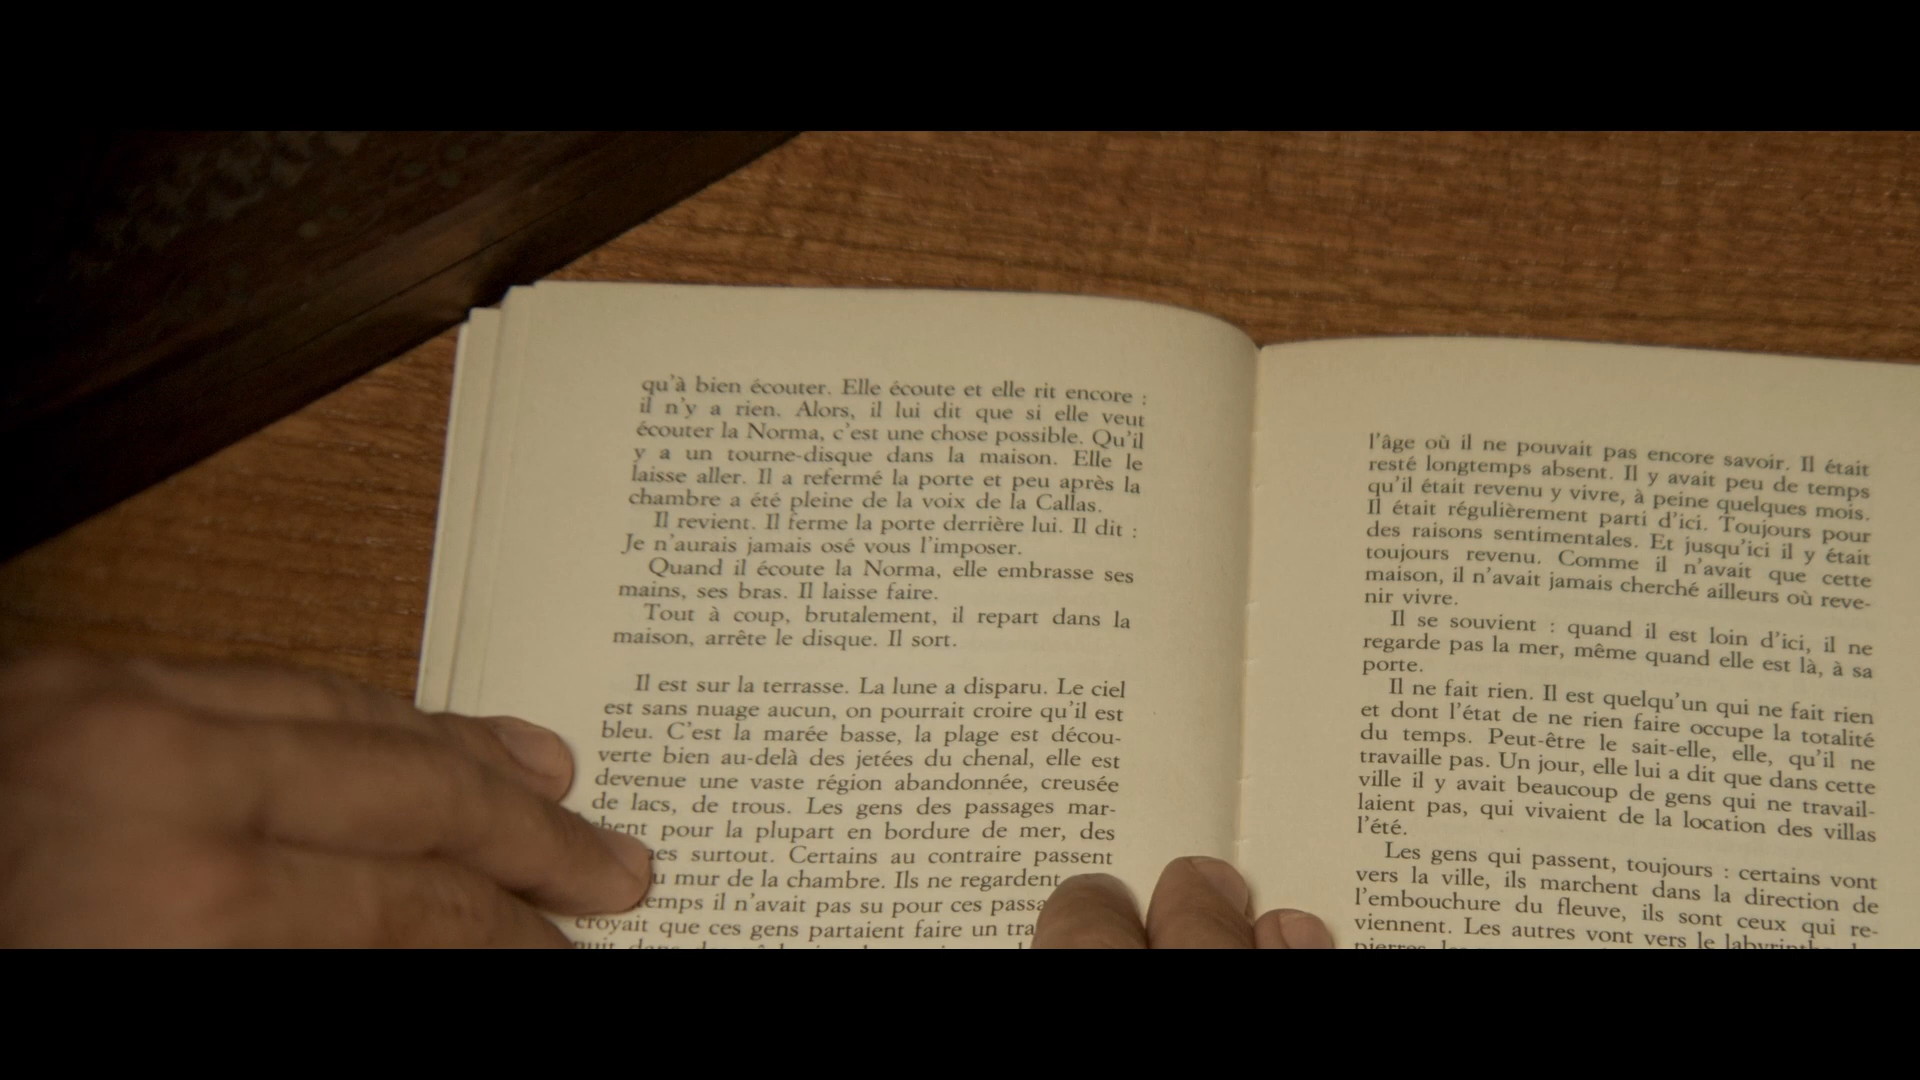 qu'à bien écouter. Elle écoute et elle rit encore :
il n'y a rien. Alors, il lui dit que si elle veut
écouter la Norma, c'est une chose possible. Qu'il
y a un tourne-disque dans la maison. Elle le
laisse aller. Il a refermé la porte et peu après la
chambre a été pleine de la voix de la Callas.
Il revient. Il ferme la porte derrière lui. Il dit :
Je n'aurais jamais osé vous l'imposer.
Quand il écoute la Norma, elle embrasse ses
mains, ses bras. Il laisse faire.
Tout à coup, brutalement, il repart dans la
maison, arrête le disque. Il sort.
Il est sur la terrasse. La lune a disparu. Le ciel
est sans nuage aucun, on pourrait croire qu'il est
bleu. C'est la marée basse, la plage est décou-
verte bien au-delà des jetées du chenal, elle est
devenue une vaste région abandonnée, creusée
de lacs, de trous. Les gens des passages mar-
chent pour la plupart en bordure de mer, des
surtout. Certains au contraire passent
mur de la chambre. Ils ne regardent
il n'avait pas su pour ces
croyait que ces gens partaient faire un
l'âge où il ne pouvait pas encore savoir. Il était
resté longtemps absent. Il y avait peu de temps
qu'il était revenu y vivre, à peine quelques mois.
Il était régulièrement parti d'ici. Toujours pour
des raisons sentimentales. Et jusqu'ici il y était
toujours revenu. Comme il n'avait que cette
maison, il n'avait jamais cherché ailleurs où reve-
nir vivre.
Il se souvient : quand il est loin d'ici, il ne
regarde pas la mer, même quand elle est là, à sa
porte.
Il ne fait rien. Il est quelqu'un qui ne fait rien
et dont l'état de ne rien faire occupe la totalité
du temps. Peut-être le sait-elle, elle, qu'il ne
travaille pas. Un jour, elle lui a dit que dans cette
ville il y avait beaucoup de gens qui ne travail-
laient pas, qui vivaient de la location des villas
l'été.
Les gens qui passent, toujours : certains vont
vers la ville, ils marchent dans la direction de
l'embouchure du fleuve, ils sont ceux qui re-
viennent. Les autres vont vers le labyrinthe